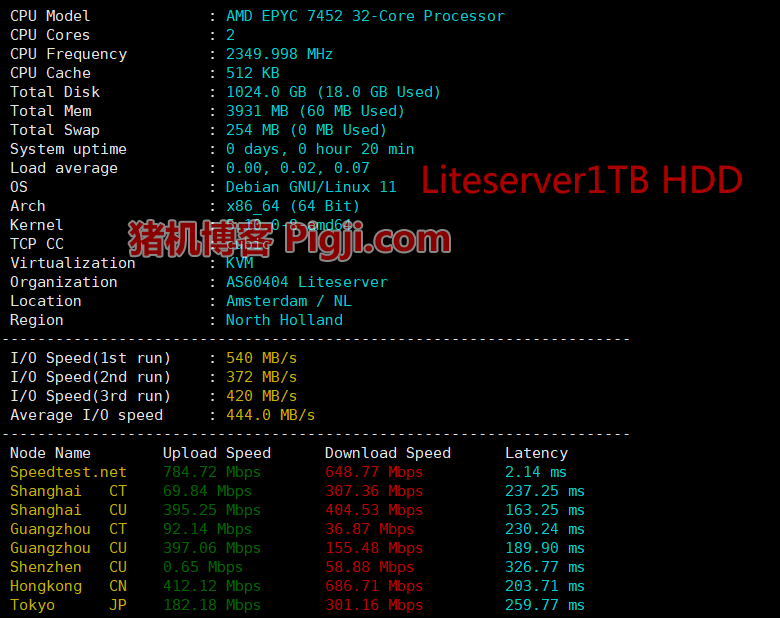 CPU Model : AMD EPYC 7452 32-Core Processor
CPU Cores : 2
CPU Frequency : 2349.998 MHz
CPU Cache : 512 KB
Total Disk : 1024.0 GB (18.0 GB Used)
Total Mem : 3931 MB (60 MB Used)
Total Swap : 254 MB (0 MB Used)
System uptime : 0 days, 0 hour 20 min
Load average : 0.00, 0.02, 0.07
Liteserver1TB HDD
OS : Debian GNU/Linux 11
Arch : x86_64 (64 Bit)
Kernel : 5.10.0-8-amd64
猪机博客 Pigji.com
TCP CC : cubic
Virtualization : KVM
Organization : AS60404 Liteserver
Location : Amsterdam / NL
Region : North Holland
----------------------------------------------------------------------
I/O Speed(1st run) : 540 MB/s
I/O Speed(2nd run) : 372 MB/s
I/O Speed(3rd run) : 420 MB/s
Average I/O speed : 444.0 MB/s
----------------------------------------------------------------------
Node Name Upload Speed Download Speed Latency
Speedtest.net 784.72 Mbps 648.77 Mbps 2.14 ms
Shanghai CT 69.84 Mbps 307.36 Mbps 237.25 ms
Shanghai CU 395.25 Mbps 404.53 Mbps 163.25 ms
Guangzhou CT 92.14 Mbps 36.87 Mbps 230.24 ms
Guangzhou CU 397.06 Mbps 155.48 Mbps 189.90 ms
Shenzhen CU 0.65 Mbps 58.88 Mbps 326.77 ms
Hongkong CN 412.12 Mbps 686.71 Mbps 203.71 ms
Tokyo JP 182.18 Mbps 301.16 Mbps 259.77 ms